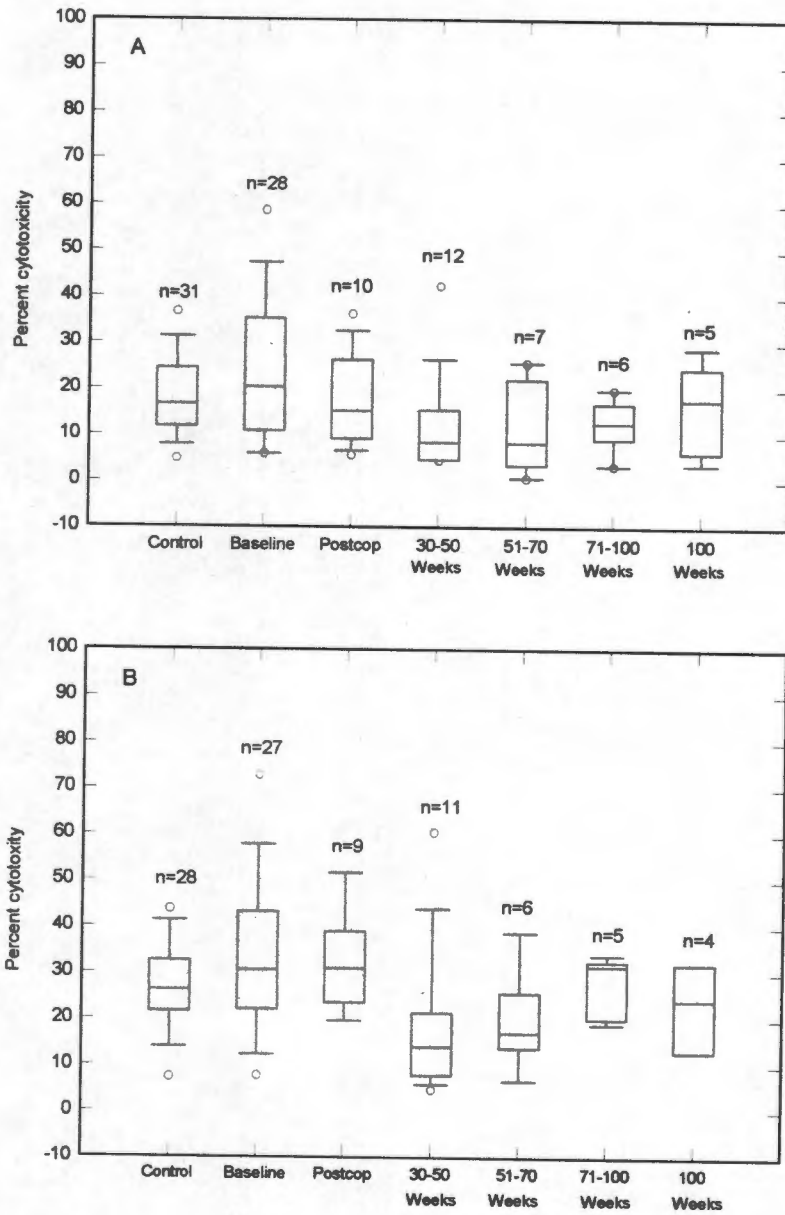 100
A
90
80
70
n=28
60
50
n=12
n=31
n=10
40
n=7
n=5
30
n=6
20
10
0
-10
Percent cytotoxicity
Control
Baseline
Postcop
30-50
51-70
71-100
100
Weeks
Weeks
Weeks
Weeks
100
B
90
80
n=27
70
n=11
60
n=9
50
n=28
n=6
40
n=5
n=4
30
20
10
0
-10
Percent cytotoxity
Control
Baseline
Postcop
30-50
51-70
71-100
100
Weeks
Weeks
Weeks
Weeks